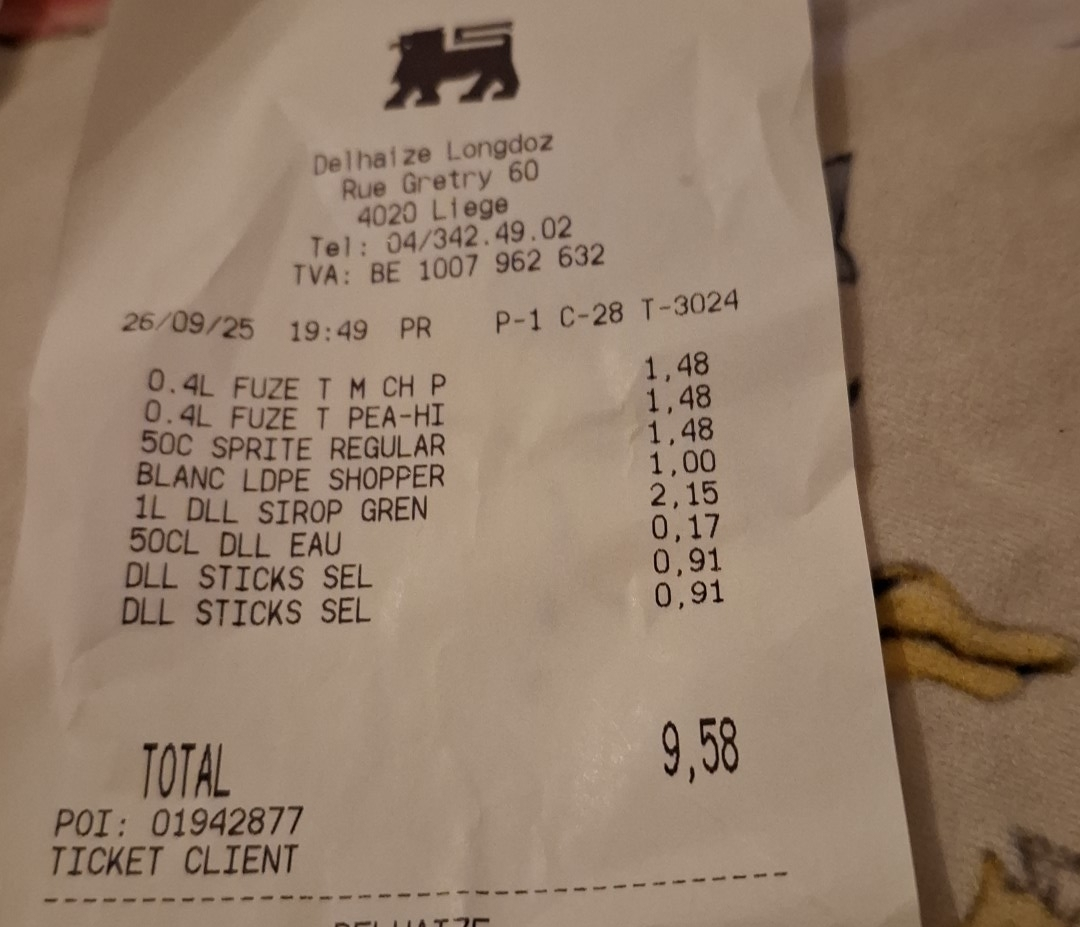 Delhaize Longdoz
Rue Gretry 60
4020 Liege
Tel: 04/342.49.02
TVA: BE 1007 962 632
26/09/25 19:49 PR P-1 C-28 T-3024
0.4L FUZE T M CH P 1,48
0.4L FUZE T PEA-HI 1,48
50C SPRITE REGULAR 1,48
BLANC LDPE SHOPPER 1,00
1L DLL SIROP GREN 2,15
50CL DLL EAU 0,17
DLL STICKS SEL 0,91
DLL STICKS SEL 0,91
TOTAL 9,58
POI: 01942877
TICKET CLIENT
DELHAIZE